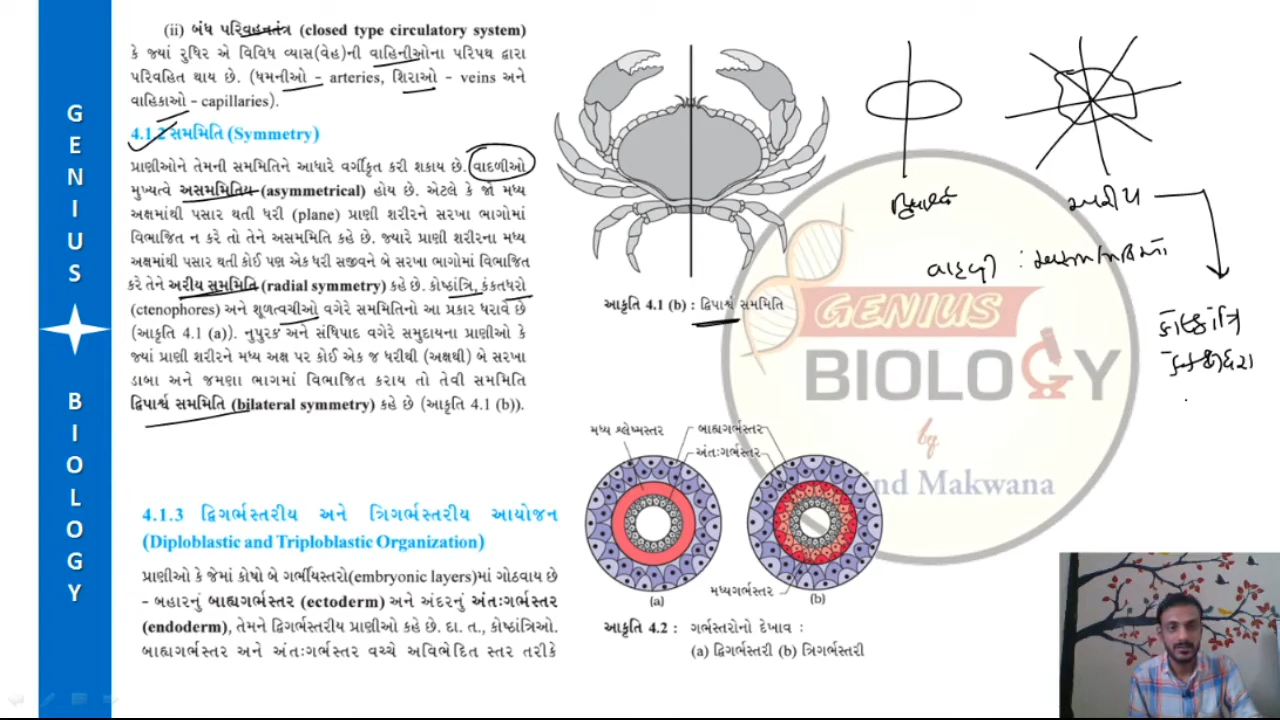 GENIUS BIOLOGY
(ii) બંધ પરિવહનતંત્ર (closed type circulatory system)
કે જ્યાં રુધિર એ વિવિધ વ્યાસ(વેહ)ની વાહિનીઓના પરિપથ દ્વારા
પરિવહિત થાય છે. (ધમનીઓ – arteries, શિરાઓ – veins અને
વાહિકાઓ – capillaries).
4.1.2 સમમિતિ (Symmetry)
પ્રાણીઓને તેમની સમમિતિને આધારે વર્ગીકૃત કરી શકાય છે. વાદળીઓ
મુખ્યત્વે અસમમિતિય (asymmetrical) હોય છે. એટલે કે જો મધ્ય
અક્ષમાંથી પસાર થતી ધરી (plane) પ્રાણી શરીરને સરખા ભાગોમાં
વિભાજિત ન કરે તો તેને અસમમિતિ કહે છે. જ્યારે પ્રાણી શરીરના મધ્ય
અક્ષમાંથી પસાર થતી કોઈ પણ એક ધરી સજીવને બે સરખા ભાગોમાં વિભાજિત
કરે તેને અરીય સમમિતિ (radial symmetry) કહે છે. કોષ્ઠાંત્રિ, કંકતધરો
(ctenophores) અને શૂળત્વચીઓ વગેરે સમમિતિનો આ પ્રકાર ધરાવે છે
(આકૃતિ 4.1 (a)). નુપુરક અને સંધિપાદ વગેરે સમુદાયના પ્રાણીઓ કે
જ્યાં પ્રાણી શરીરને મધ્ય અક્ષ પર કોઈ એક જ ધરીથી (અક્ષથી) બે સરખા
ડાબા અને જમણા ભાગમાં વિભાજિત કરાય તો તેવી સમમિતિ
દ્વિપાર્શ્વ સમમિતિ (bilateral symmetry) કહે છે (આકૃતિ 4.1 (b)).
આકૃતિ 4.1 (b) : દ્વિપાર્શ્વ સમમિતિ
GENIUS
BIOLOGY
by
ind Makwana
મધ્ય શ્લેષ્મસ્તર
બાહ્યગર્ભસ્તર
અંતઃગર્ભસ્તર
મધ્યગર્ભસ્તર
(a)
(b)
આકૃતિ 4.2 : ગર્ભસ્તરોનો દેખાવ :
(a) દ્વિગર્ભસ્તરી (b) ત્રિગર્ભસ્તરી
4.1.3 દ્વિગર્ભસ્તરીય અને ત્રિગર્ભસ્તરીય આયોજન
(Diploblastic and Triploblastic Organization)
પ્રાણીઓ કે જેમાં કોષો બે ગર્ભીયસ્તરો(embryonic layers)માં ગોઠવાય છે
– બહારનું બાહ્યગર્ભસ્તર (ectoderm) અને અંદરનું અંતઃગર્ભસ્તર
(endoderm), તેમને દ્વિગર્ભસ્તરીય પ્રાણીઓ કહે છે. દા. ત., કોષ્ઠાંત્રિઓ.
બાહ્યગર્ભસ્તર અને અંતઃગર્ભસ્તર વચ્ચે અવિભેદિત સ્તર તરીકે